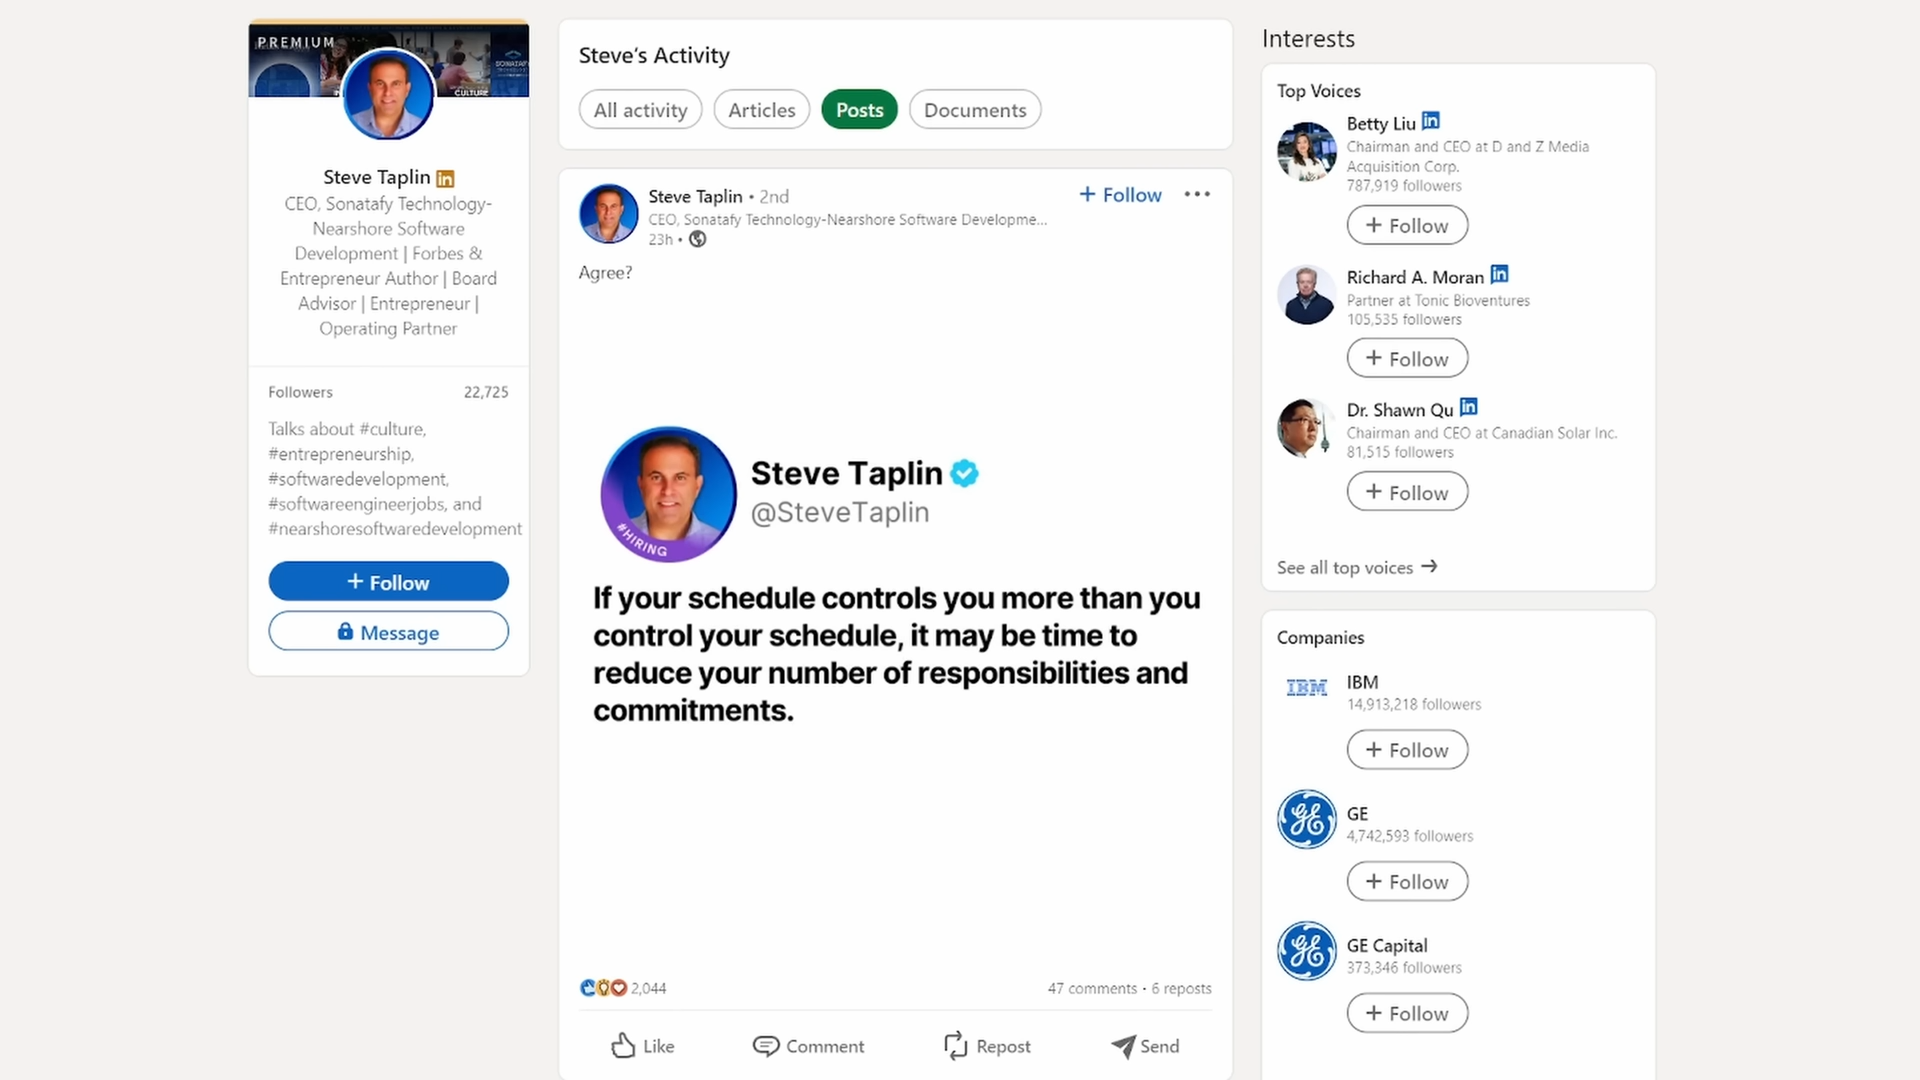 PREMIUM
CULTURE
Steve Taplin
CEO, Sonatafy Technology-
Nearshore Software
Development | Forbes &
Entrepreneur Author | Board
Advisor | Entrepreneur |
Operating Partner
Followers 22,725
Talks about #culture,
#entrepreneurship,
#softwaredevelopment,
#softwareengineerjobs, and
#nearshoresoftwaredevelopment
+ Follow
Message
Steve's Activity
All activity Articles Posts Documents
Steve Taplin • 2nd
+ Follow •••
CEO, Sonatafy Technology-Nearshore Software Developme...
23h •
Agree?
Steve Taplin
@SteveTaplin
#HIRING
If your schedule controls you more than you
control your schedule, it may be time to
reduce your number of responsibilities and
commitments.
2,044 47 comments • 6 reposts
Like Comment Repost Send
Interests
Top Voices
Betty Liu in
Chairman and CEO at D and Z Media
Acquisition Corp.
787,919 followers
+ Follow
Richard A. Moran in
Partner at Tonic Bioventures
105,535 followers
+ Follow
Dr. Shawn Qu in
Chairman and CEO at Canadian Solar Inc.
81,515 followers
+ Follow
See all top voices →
Companies
IBM
IBM
14,913,218 followers
+ Follow
GE
GE
4,742,593 followers
+ Follow
GE
GE Capital
373,346 followers
+ Follow